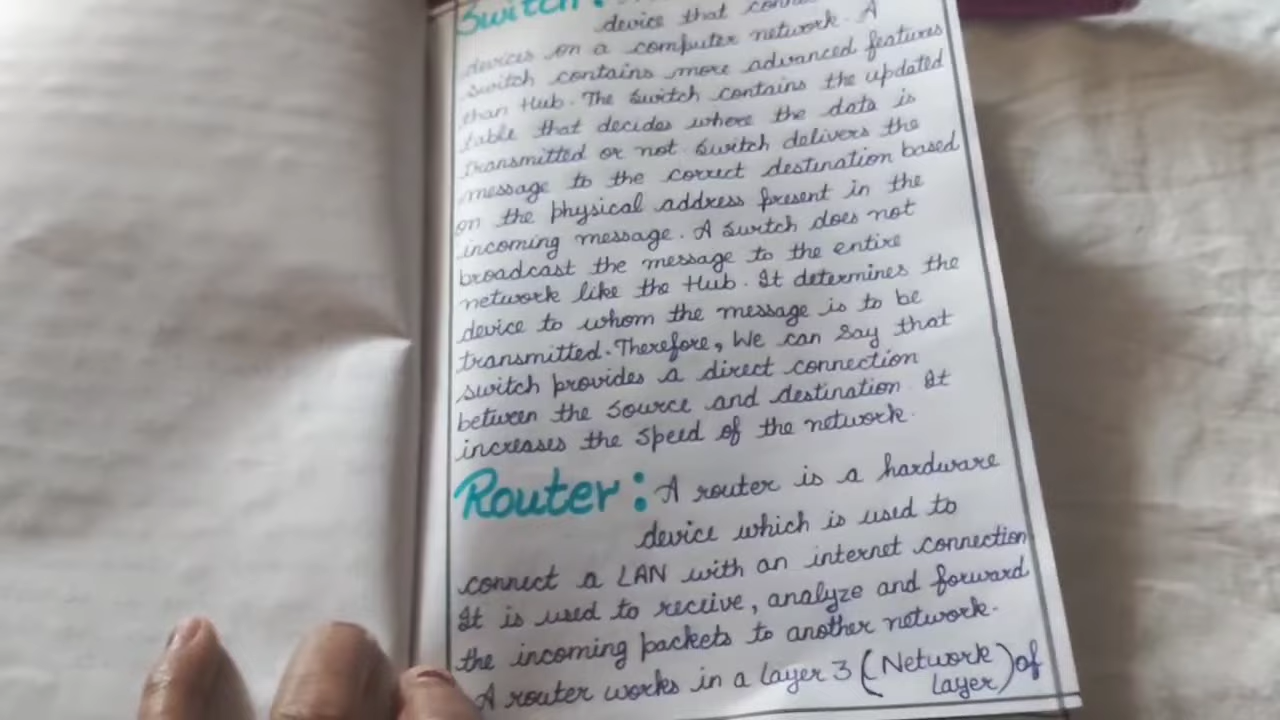 Switch :
device that
devices on a computer network. A
switch contains more advanced features
than Hub. The Switch contains the updated
table that decides where the data is
transmitted or not Switch delivers the
message to the correct destination based
on the physical address present in the
incoming message. A Switch does not
broadcast the message to the entire
network like the Hub. It determines the
device to whom the message is to be
transmitted. Therefore, We can Say that
switch provides a direct connection
between the Source and destination. It
increases the Speed of the network.
Router : A router is a hardware
device which is used to
connect a LAN with an internet connection
It is used to receive, analyze and forward
the incoming packets to another network.
A router works in a layer 3 (Network
Layer) of